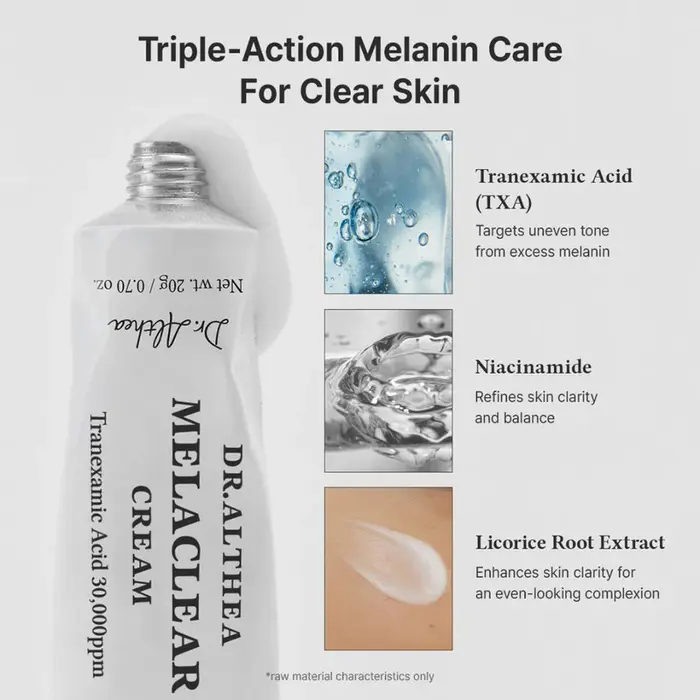 Triple-Action Melanin Care
For Clear Skin
Net wt. 20g / 0.70 oz.
Dr. Althea
DR.ALTHEA
MELACLEAR
CREAM
Tranexamic Acid 30,000ppm
Tranexamic Acid
(TXA)
Targets uneven tone
from excess melanin
Niacinamide
Refines skin clarity
and balance
Licorice Root Extract
Enhances skin clarity for
an even-looking complexion
*raw material characteristics only